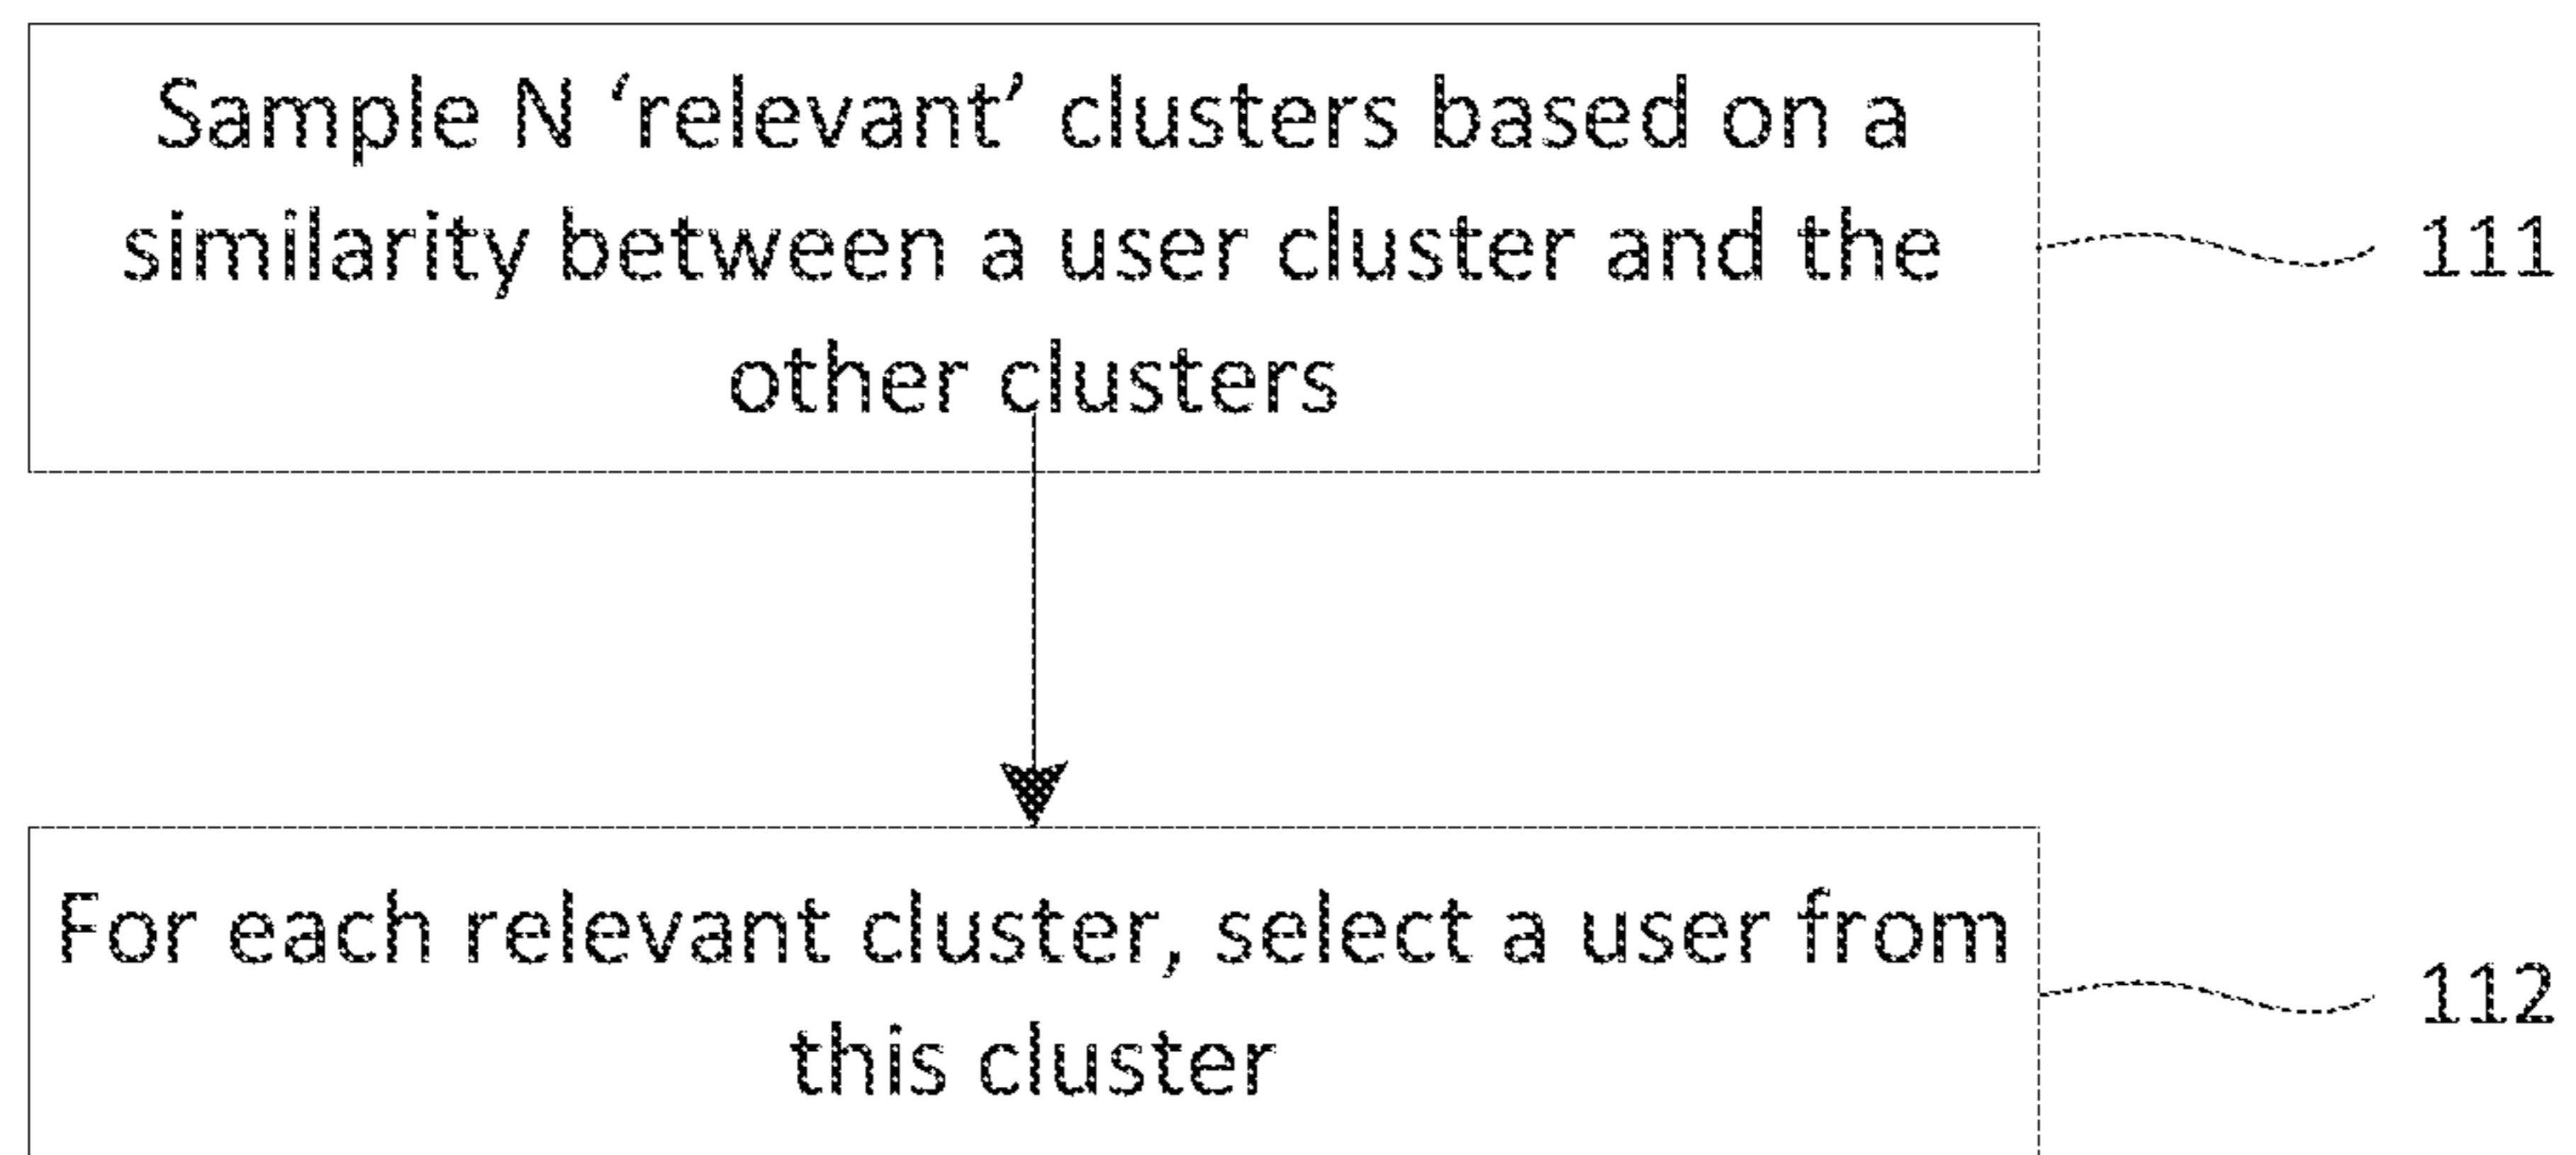 Sample N ‘relevant’ clusters based on a
similarity between a user cluster and the
other clusters
111
For each relevant cluster, select a user from
this cluster
112